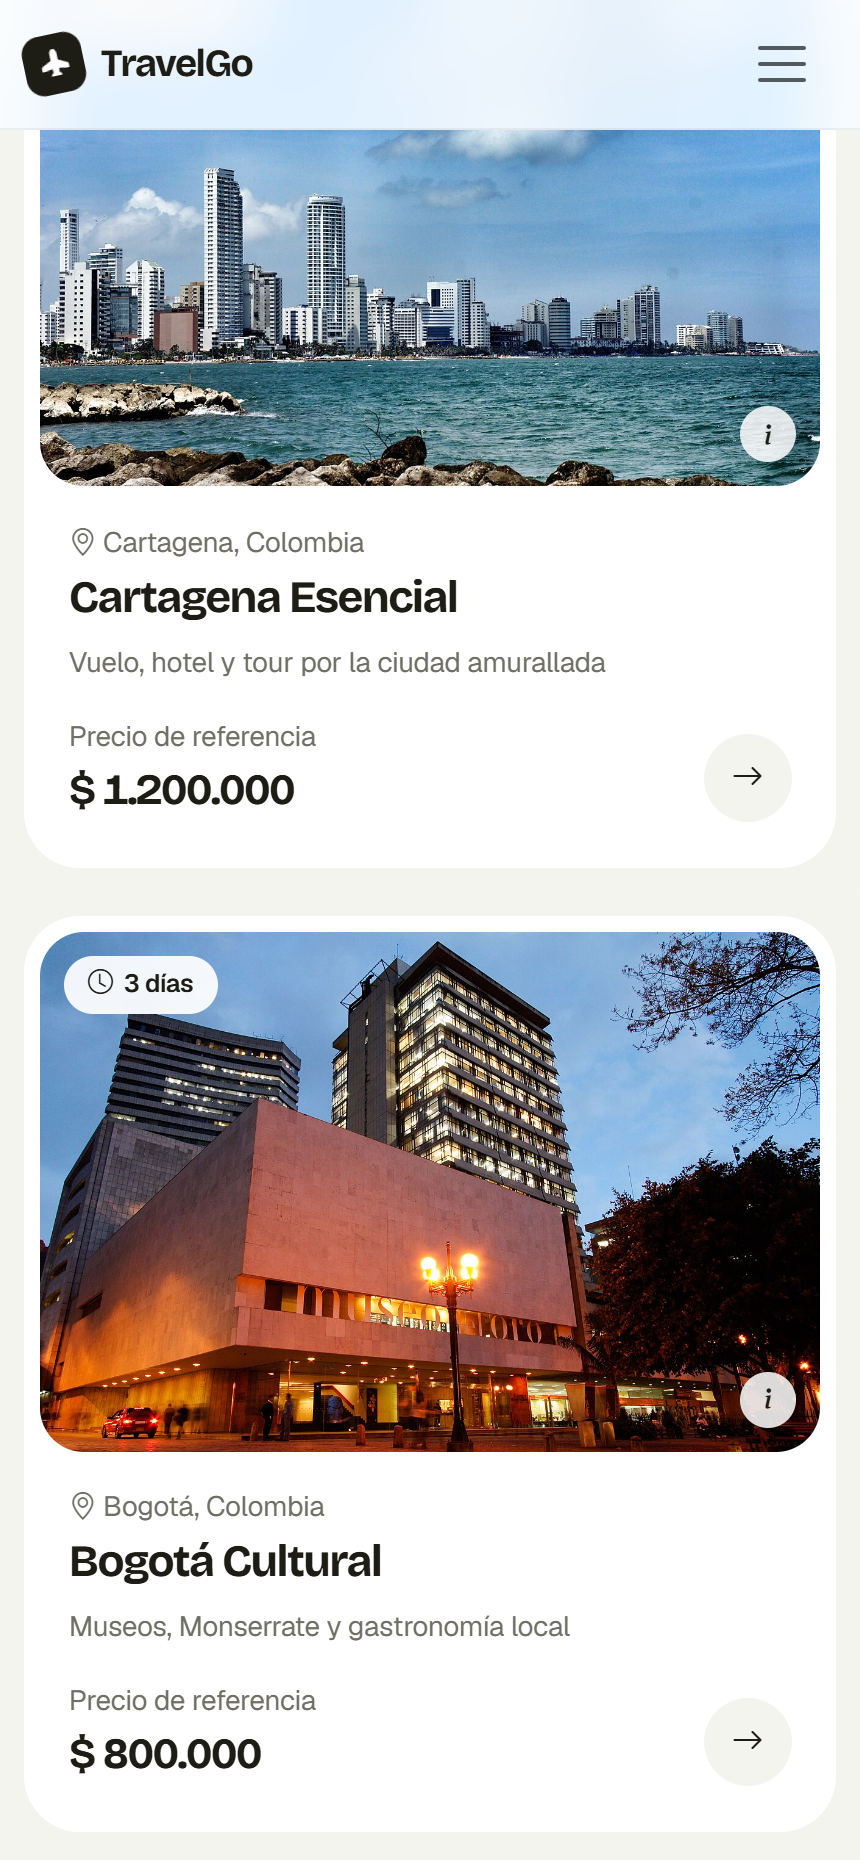 TravelGo
i
Cartagena, Colombia
Cartagena Esencial
Vuelo, hotel y tour por la ciudad amurallada
Precio de referencia
$ 1.200.000
3 días
museo
i
Bogotá, Colombia
Bogotá Cultural
Museos, Monserrate y gastronomía local
Precio de referencia
$ 800.000